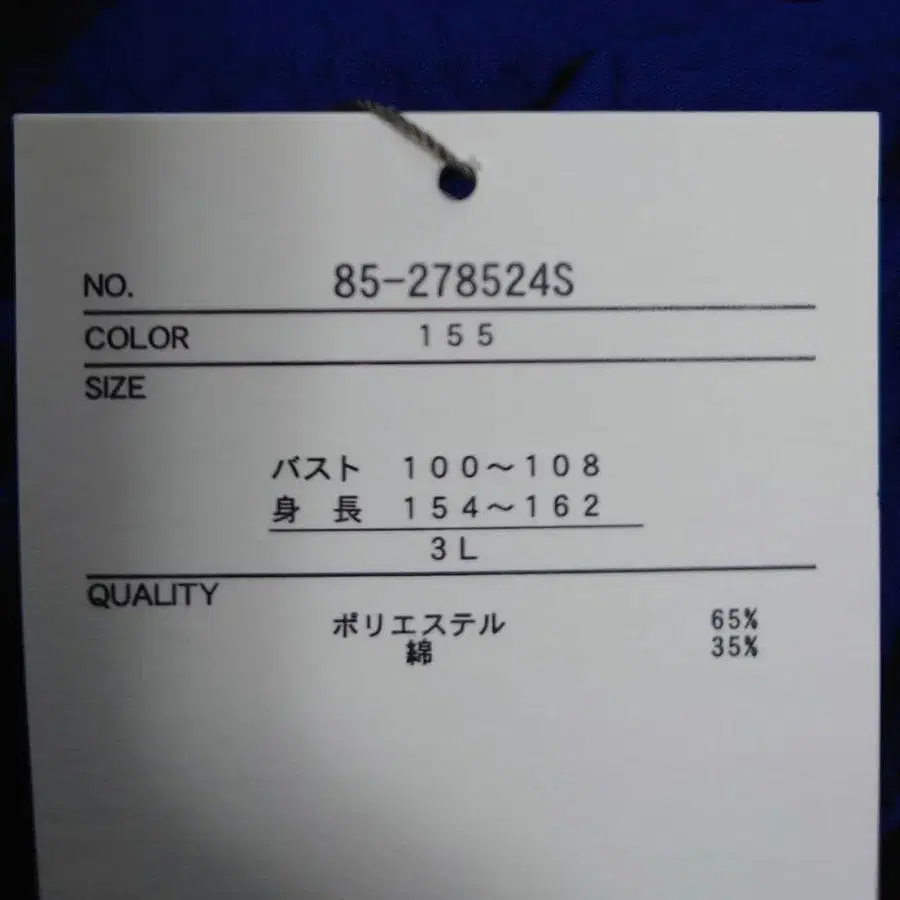 NO. 85-278524S
COLOR 155
SIZE
バスト 100～108
身長 154～162
3L
QUALITY
ポリエステル 65%
綿 35%